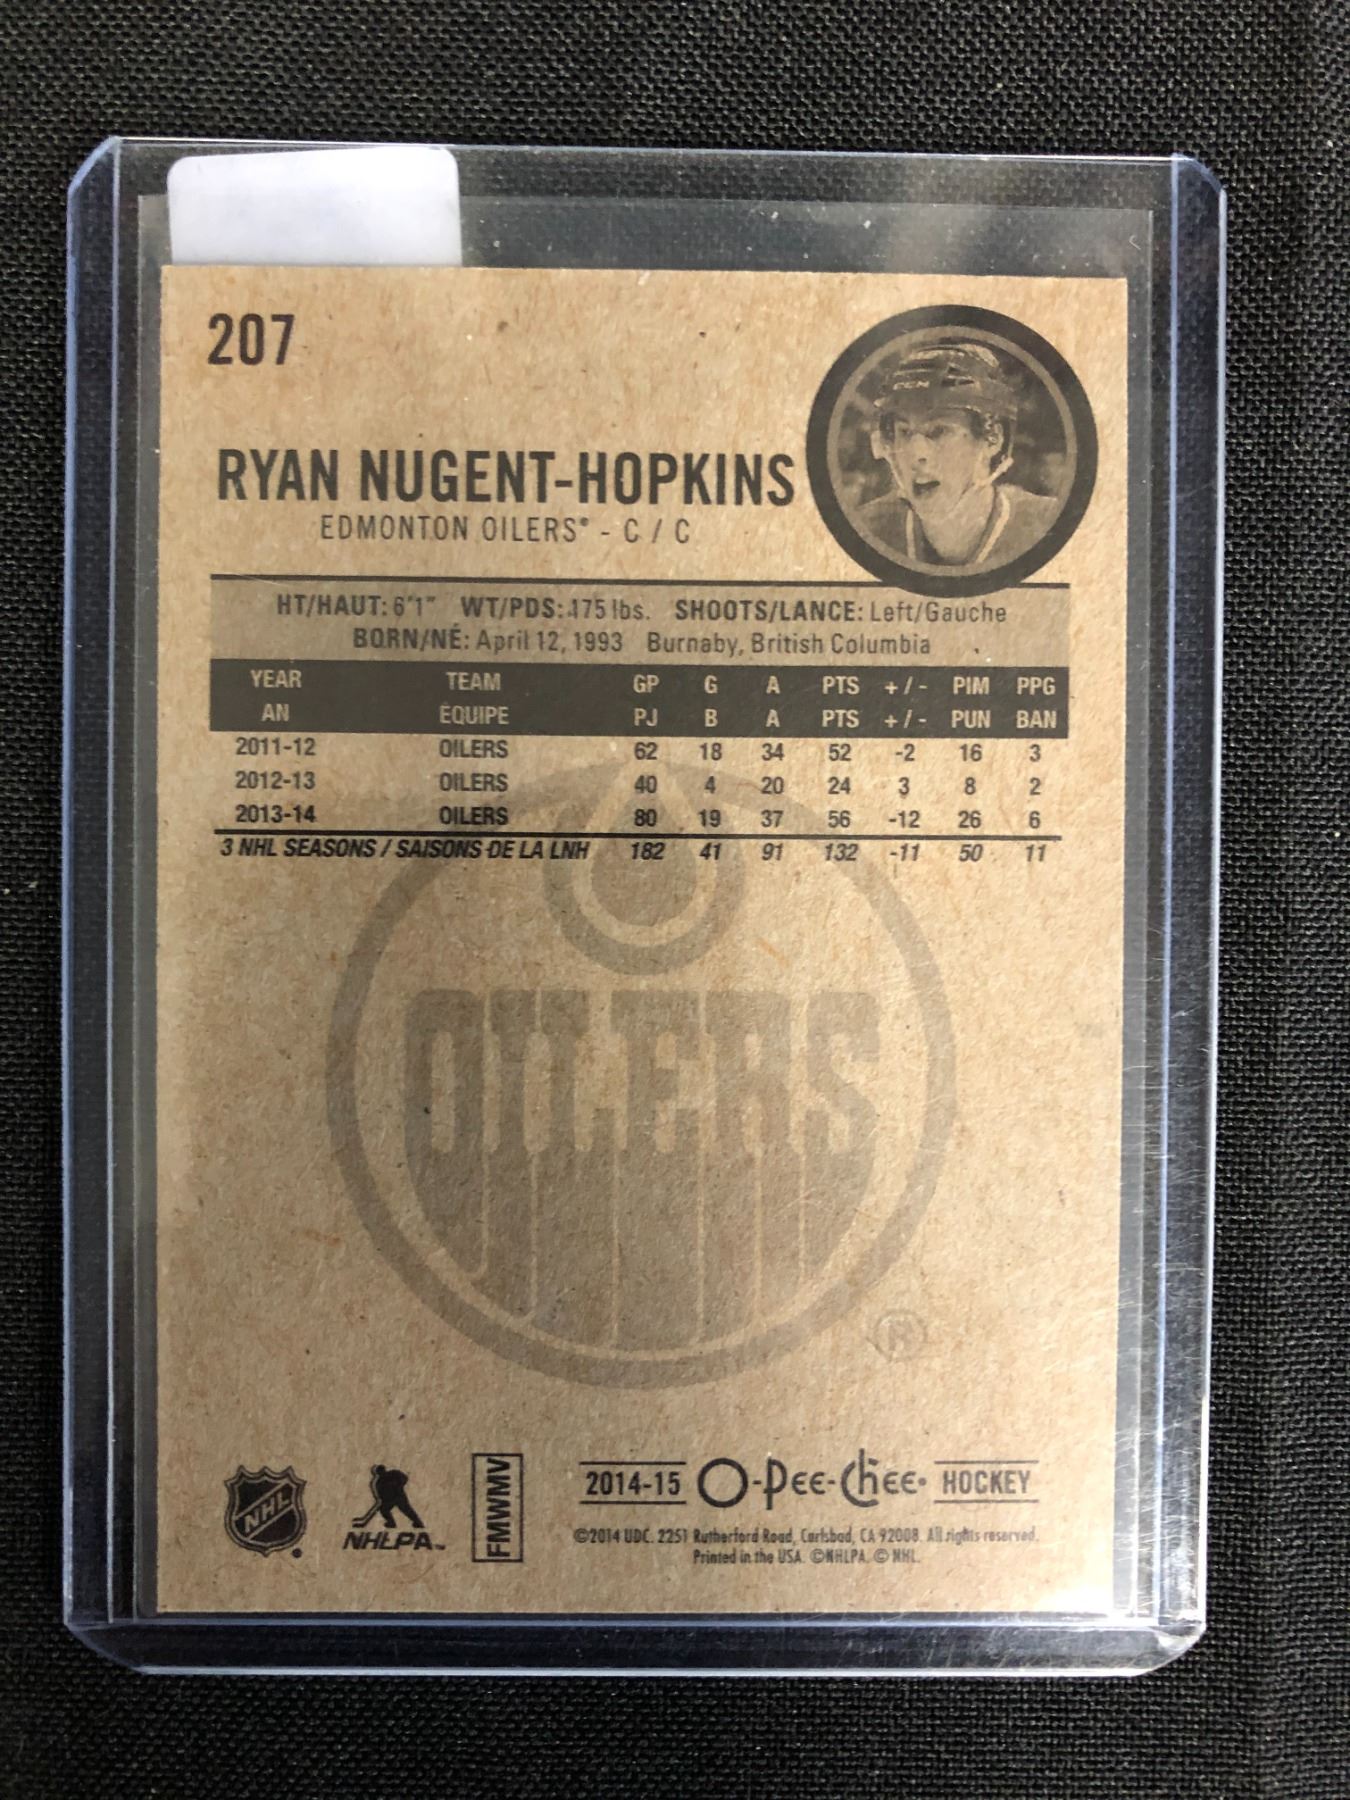 207
CCM
RYAN NUGENT-HOPKINS
EDMONTON OILERS® - C / C
HT/HAUT: 6'1" WT/PDS: 175 lbs. SHOOTS/LANCE: Left/Gauche
BORN/NÉ: April 12, 1993 Burnaby, British Columbia
YEAR TEAM GP G A PTS +/- PIM PPG
AN ÉQUIPE PJ B A PTS +/- PUN BAN
2011-12 OILERS 62 18 34 52 -2 16 3
2012-13 OILERS 40 4 20 24 3 8 2
2013-14 OILERS 80 19 37 56 -12 26 6
3 NHL SEASONS / SAISONS DE LA LNH 182 41 91 132 -11 50 11
OILERS
®
NHL
NHLPA™
FMWMV
2014-15 O-Pee-Chee® HOCKEY
©2014 UDC. 2251 Rutherford Road, Carlsbad, CA 92008. All rights reserved.
Printed in the USA. ©NHLPA. © NHL.